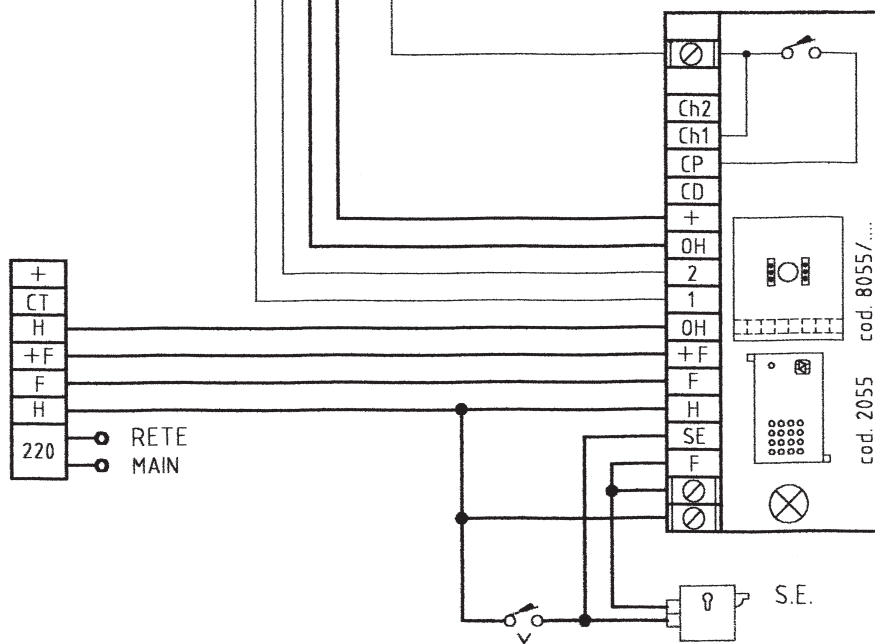 Ch2
Ch1
CP
CD
+
OH
2
1
OH
+F
F
H
SE
F
+
CT
H
+F
F
H
220
RETE
MAIN
cod. 8055/....
cod. 2055
S.E.
Y